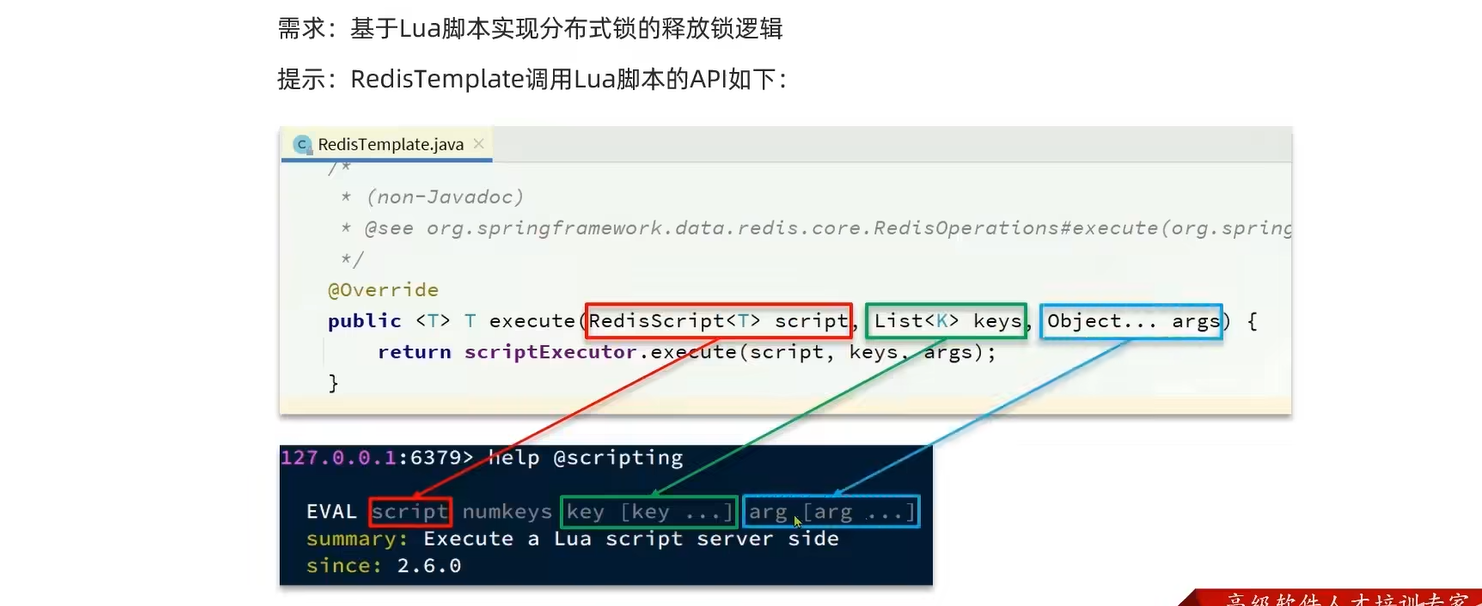 需求：基于Lua脚本实现分布式锁的释放锁逻辑
提示：RedisTemplate调用Lua脚本的API如下：
RedisTemplate.java
/*
* (non-Javadoc)
* @see org.springframework.data.redis.core.RedisOperations#execute(org.spring
*/
@Override
public <T> T execute(RedisScript<T> script, List<K> keys, Object... args) {
return scriptExecutor.execute(script, keys, args);
}
127.0.0.1:6379> help @scripting
EVAL script numkeys key [key ...] arg [arg ...]
summary: Execute a Lua script server side
since: 2.6.0
高级软件人才培训专家